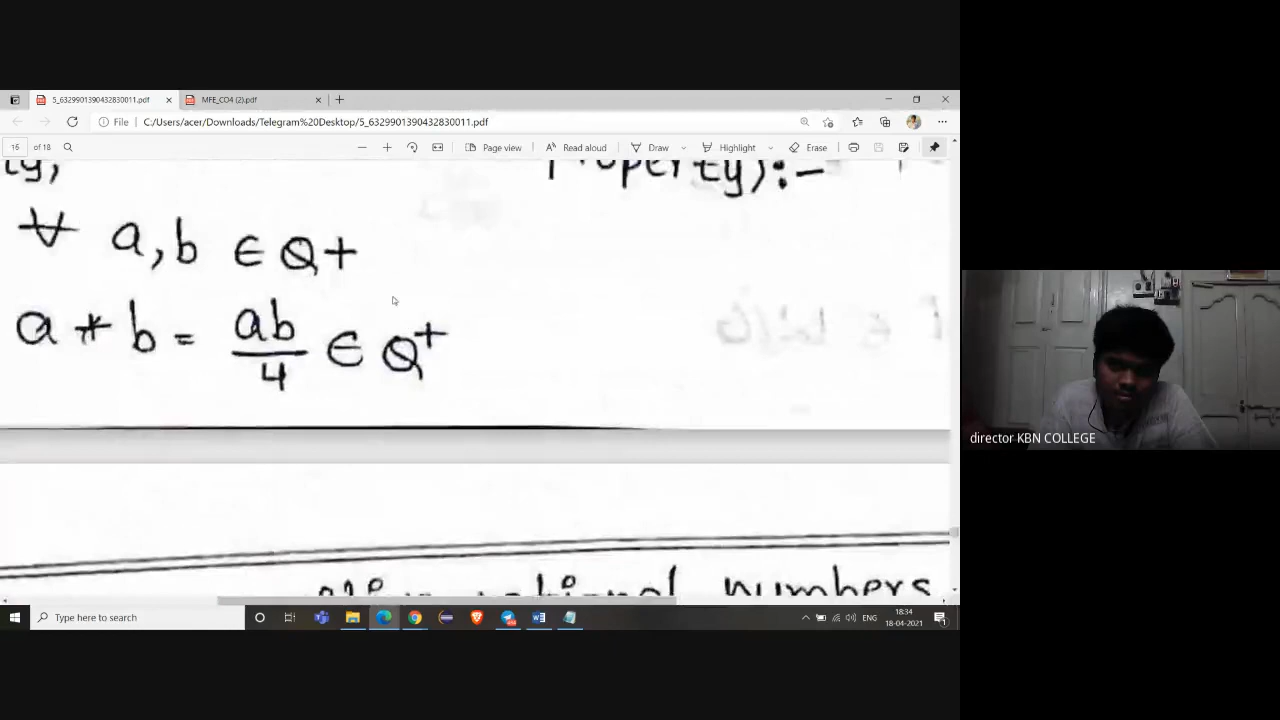 5_6329901390432830011.pdf
MFE_CO4 (2).pdf
File
C:/Users/acer/Downloads/Telegram%20Desktop/5_6329901390432830011.pdf
16 of 18
Page view
Read aloud
Draw
Highlight
Erase
Property):-
∀ a,b ∈ Q+
a * b = ab/4 ∈ Q+
numbers
Type here to search
ENG
18:34
18-04-2021
director KBN COLLEGE